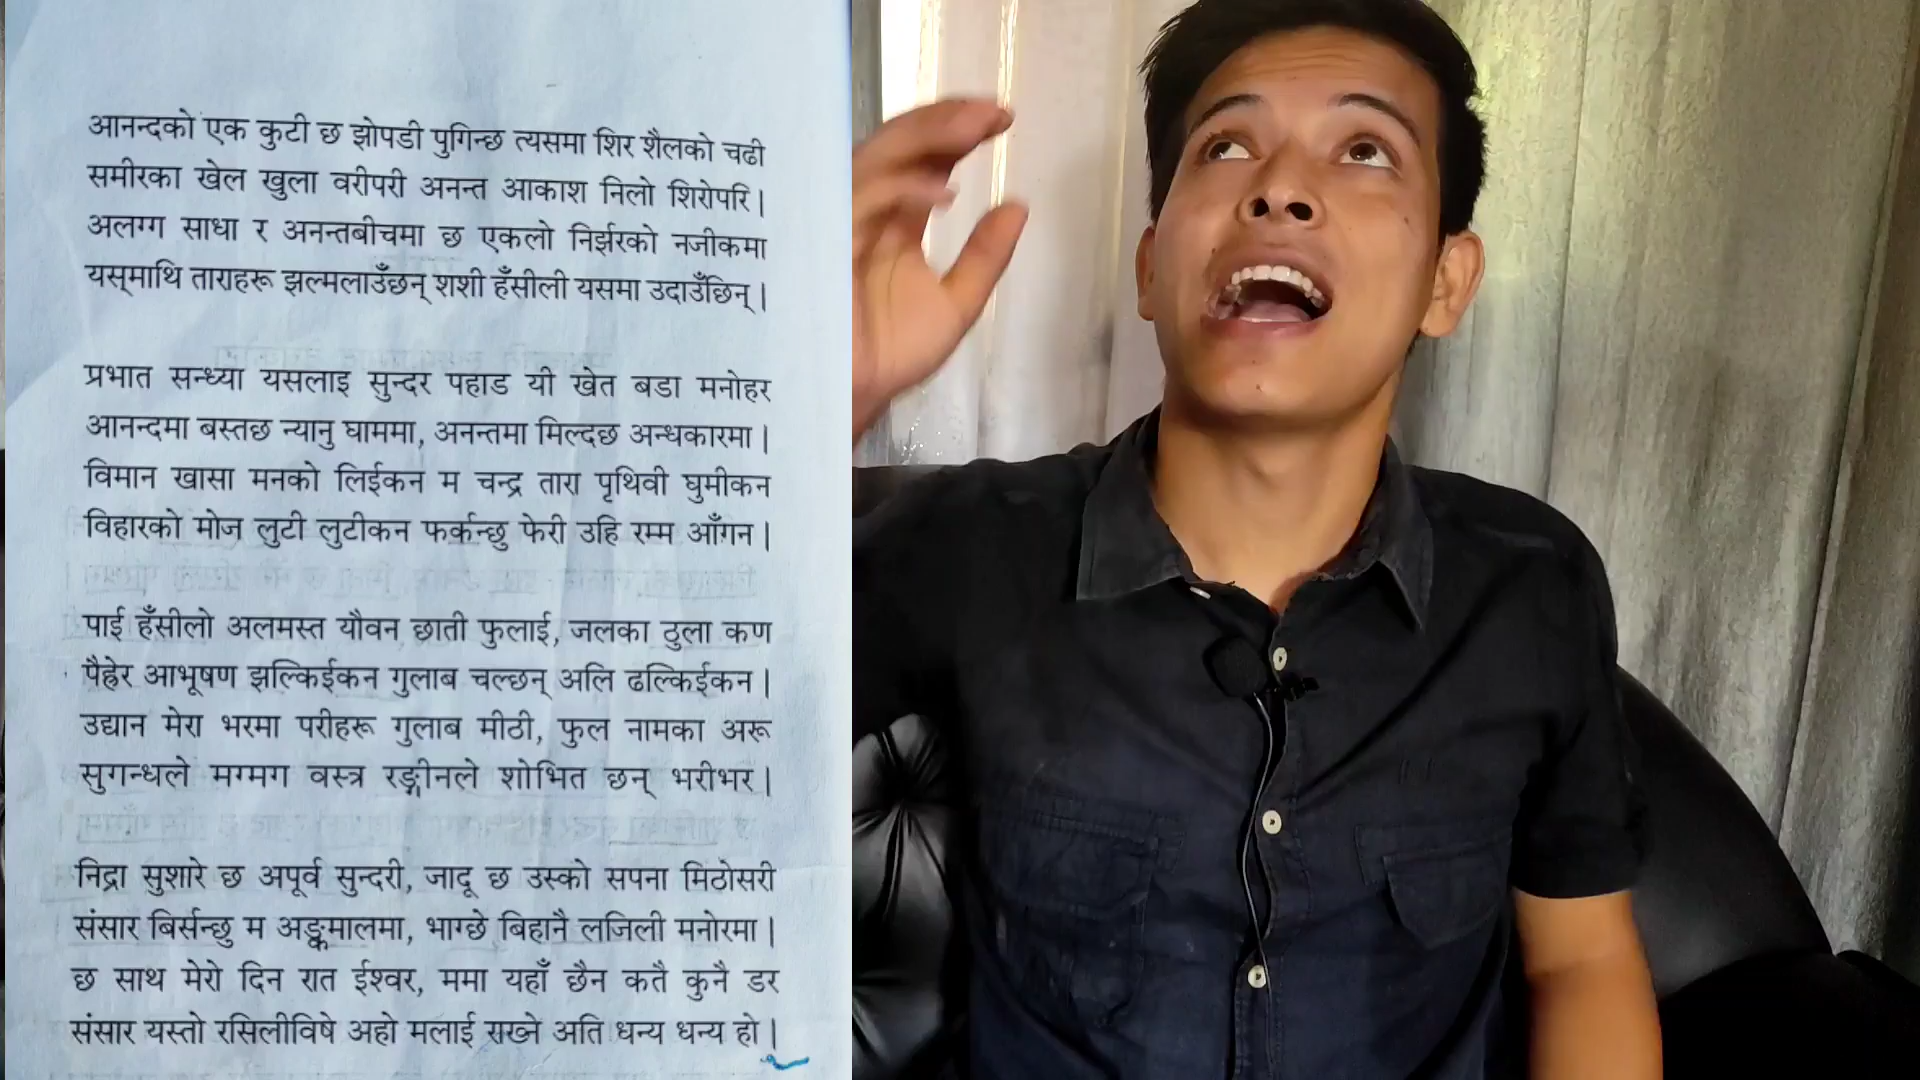 आनन्दको एक कुटी छ झोपडी पुगिन्छ त्यसमा शिर शैलको चढी
समीरका खेल खुला वरीपरी अनन्त आकाश निलो शिरोपरि।
अलग्ग साधा र अनन्तबीचमा छ एकलो निर्झरको नजीकमा
यस्‌माथि ताराहरू झल्मलाउँछन् शशी हँसीली यसमा उदाउँछिन्।
प्रभात सन्ध्या यसलाइ सुन्दर पहाड यी खेत बडा मनोहर
आनन्दमा बस्तछ न्यानु घाममा, अनन्तमा मिल्दछ अन्धकारमा।
विमान खासा मनको लिईकन म चन्द्र तारा पृथिवी घुमीकन
विहारको मोज लुटी लुटीकन फर्कन्छु फेरी उहि रम्म आँगन।
पाई हँसीलो अलमस्त यौवन छाती फुलाई, जलका ठुला कण
पैह्रेर आभूषण झल्किईकन गुलाब चल्छन् अलि ढल्किईकन।
उद्यान मेरा भरमा परीहरू गुलाब मीठी, फुल नामका अरू
सुगन्धले मग्मग वस्त्र रङ्गीनले शोभित छन् भरीभर।
निद्रा सुशारे छ अपूर्व सुन्दरी, जादू छ उस्को सपना मिठोसरी
संसार बिर्सन्छु म अङ्कमालमा, भाग्छे बिहानै लजिली मनोरमा।
छ साथ मेरो दिन रात ईश्वर, ममा यहाँ छैन कतै कुनै डर
संसार यस्तो रसिलीविषे अहो मलाई राख्ने अति धन्य धन्य हो।